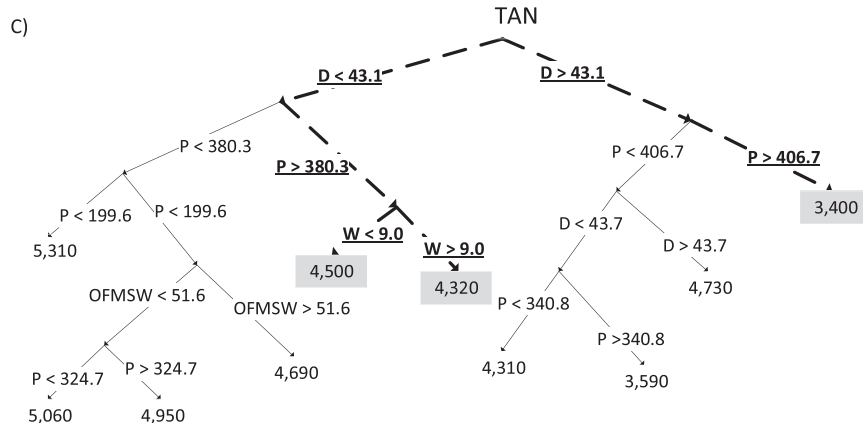 C)
TAN
D < 43.1
D > 43.1
P < 380.3
P > 380.3
P < 406.7
P > 406.7
P < 199.6
P < 199.6
W < 9.0
W > 9.0
D < 43.7
D > 43.7
3,400
5,310
4,500
4,320
4,730
OFMSW < 51.6
OFMSW > 51.6
P < 340.8
P >340.8
P < 324.7
P > 324.7
4,690
4,310
3,590
5,060
4,950